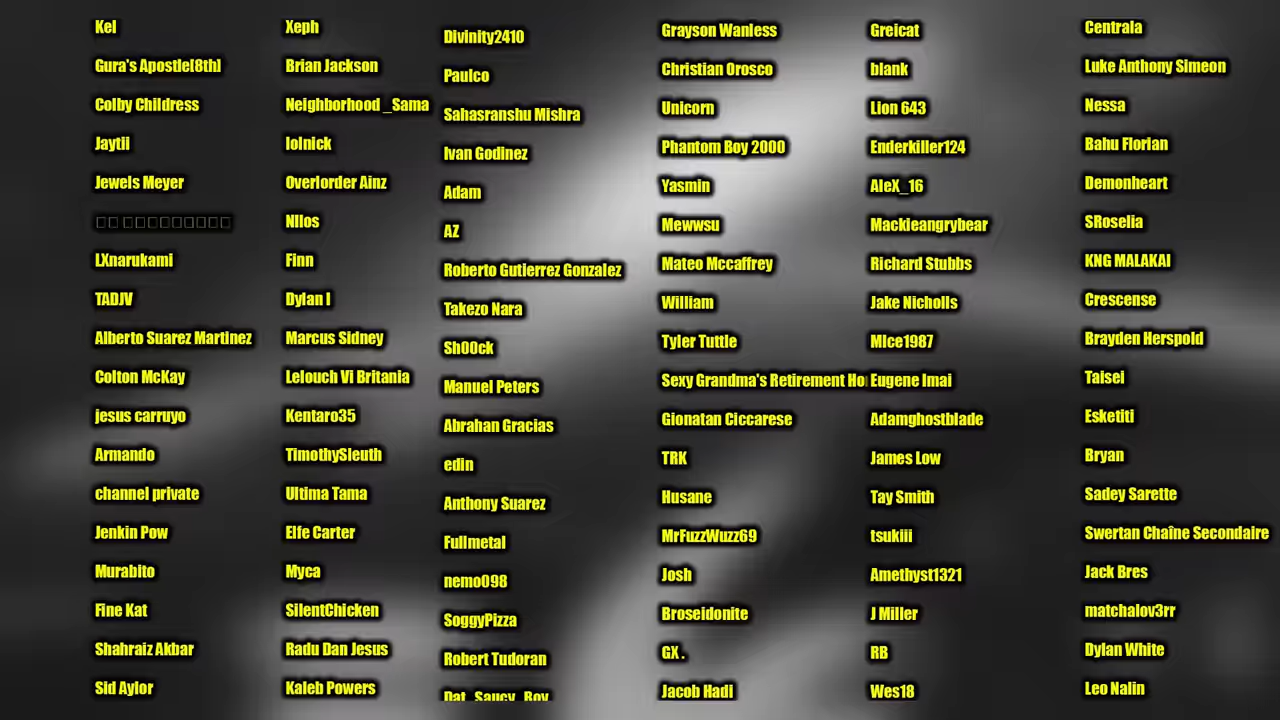 Kel
Gura's Apostle[8th]
Colby Childress
Jaytii
Jewels Meyer
LXnarukami
TADJV
Alberto Suarez Martinez
Colton McKay
jesus carruyo
Armando
channel private
Jenkin Pow
Murabito
Fine Kat
Shahraiz Akbar
Sid Aylor
Xeph
Brian Jackson
Neighborhood _Sama
lolnick
Overlorder Ainz
Nilos
Finn
Dylan I
Marcus Sidney
Lelouch Vi Britania
Kentaro35
TimothySleuth
Ultima Tama
Elfe Carter
Myca
SilentChicken
Radu Dan Jesus
Kaleb Powers
Divinity2410
Paulco
Sahasranshu Mishra
Ivan Godinez
Adam
AZ
Roberto Gutierrez Gonzalez
Takezo Nara
Sh00ck
Manuel Peters
Abrahan Gracias
edin
Anthony Suarez
Fullmetal
nemo098
SoggyPizza
Robert Tudoran
Dat_Saucy_Boy
Grayson Wanless
Christian Orosco
Unicorn
Phantom Boy 2000
Yasmin
Mewwsu
Mateo Mccaffrey
William
Tyler Tuttle
Sexy Grandma's Retirement Ho
Gionatan Ciccarese
TRK
Husane
MrFuzzWuzz69
Josh
Broseidonite
GX .
Jacob Hadi
Greicat
blank
Lion 643
Enderkiller124
AleX_16
Mackieangrybear
Richard Stubbs
Jake Nicholls
Mice1987
Eugene Imai
Adamghostblade
James Low
Tay Smith
tsukiii
Amethyst1321
J Miller
RB
Wes18
Centrala
Luke Anthony Simeon
Nessa
Bahu Florian
Demonheart
SRoselia
KNG MALAKAI
Crescense
Brayden Herspold
Taisei
Esketiti
Bryan
Sadey Sarette
Swertan Chaîne Secondaire
Jack Bres
matchalov3rr
Dylan White
Leo Nalin